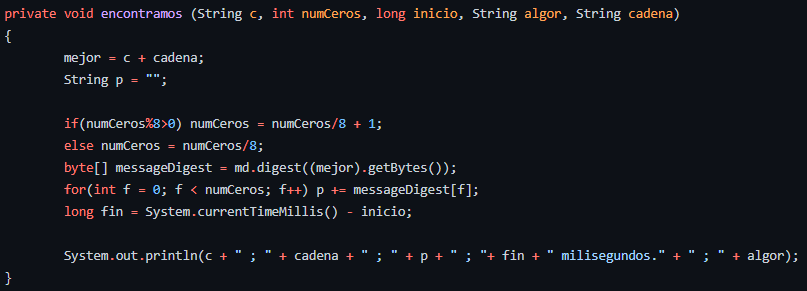 private void encontramos (String c, int numCeros, long inicio, String algor, String cadena)
{
mejor = c + cadena;
String p = "";
if(numCeros%8>0) numCeros = numCeros/8 + 1;
else numCeros = numCeros/8;
byte[] messageDigest = md.digest((mejor).getBytes());
for(int f = 0; f < numCeros; f++) p += messageDigest[f];
long fin = System.currentTimeMillis() - inicio;
System.out.println(c + " ; " + cadena + " ; " + p + " ; "+ fin + " milisegundos." + " ; " + algor);
}